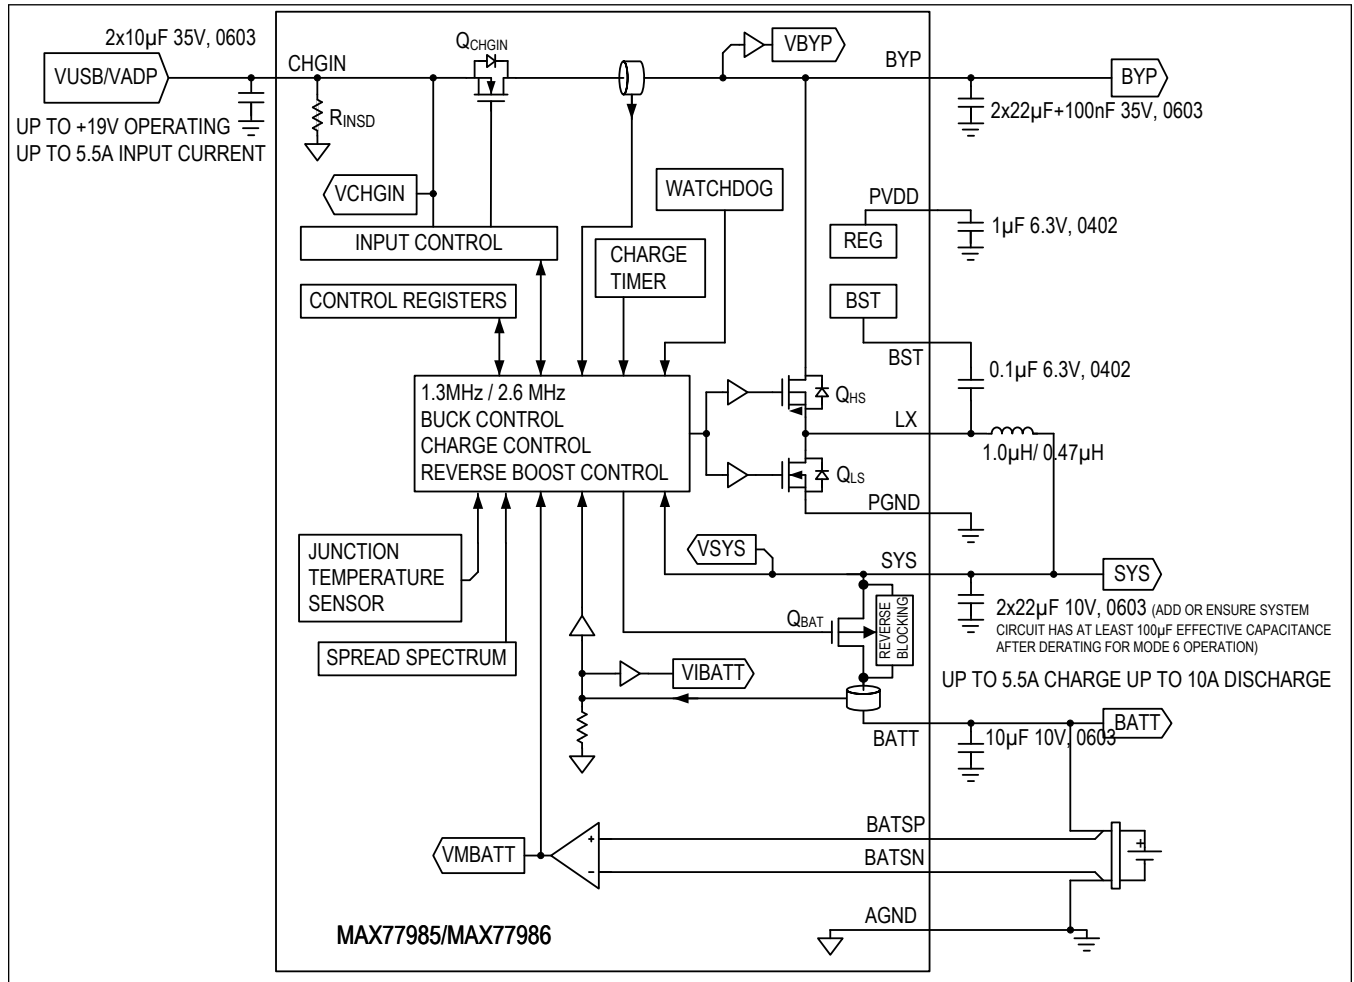 2x10µF 35V, 0603
VUSB/VADP
UP TO +19V OPERATING
UP TO 5.5A INPUT CURRENT
CHGIN
QCHGIN
RINSD
VCHGIN
INPUT CONTROL
CONTROL REGISTERS
VBYP
BYP
BYP
2x22µF+100nF 35V, 0603
WATCHDOG
CHARGE
TIMER
PVDD
REG
1µF 6.3V, 0402
BST
BST
0.1µF 6.3V, 0402
1.3MHz / 2.6 MHz
BUCK CONTROL
CHARGE CONTROL
REVERSE BOOST CONTROL
QHS
LX
1.0µH/ 0.47µH
QLS
PGND
JUNCTION
TEMPERATURE
SENSOR
SPREAD SPECTRUM
VSYS
SYS
SYS
2x22µF 10V, 0603 (ADD OR ENSURE SYSTEM
CIRCUIT HAS AT LEAST 100µF EFFECTIVE CAPACITANCE
AFTER DERATING FOR MODE 6 OPERATION)
QBAT
REVERSE
BLOCKING
UP TO 5.5A CHARGE UP TO 10A DISCHARGE
VIBATT
BATT
BATT
10µF 10V, 0603
BATSP
BATSN
+
-
+
VMBATT
AGND
MAX77985/MAX77986